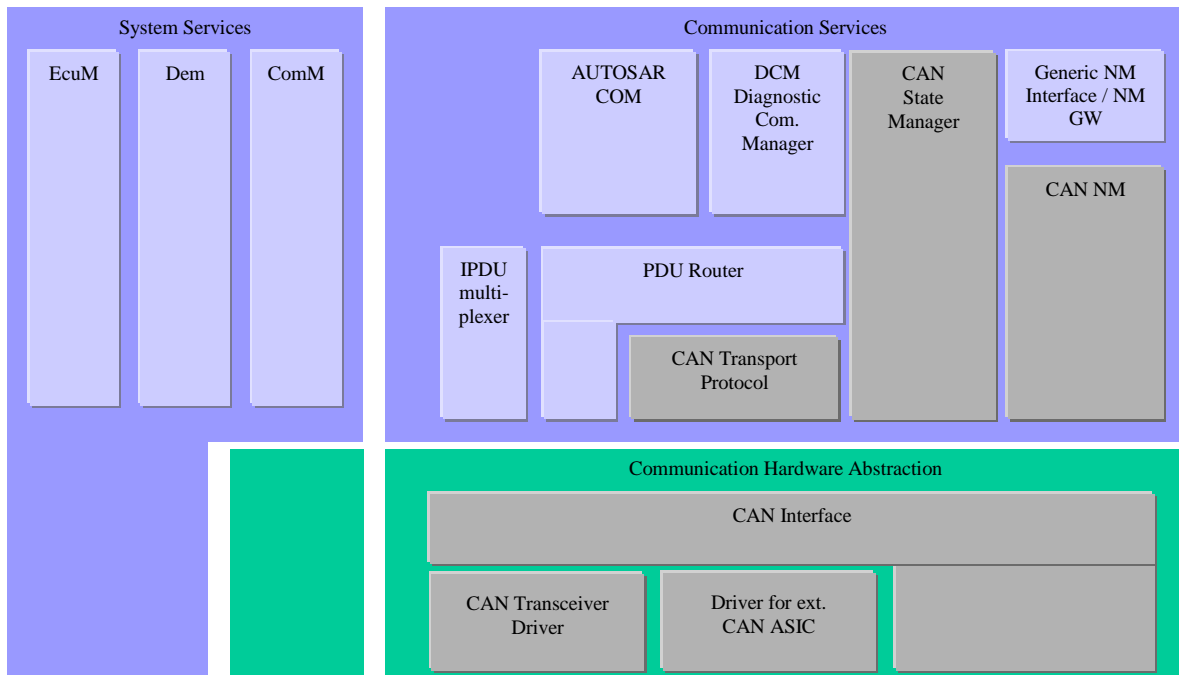 System Services
EcuM
Dem
ComM
Communication Services
AUTOSAR
COM
DCM
Diagnostic
Com.
Manager
CAN
State
Manager
Generic NM
Interface / NM
GW
CAN NM
IPDU
multi-
plexer
PDU Router
CAN Transport
Protocol
Communication Hardware Abstraction
CAN Interface
CAN Transceiver
Driver
Driver for ext.
CAN ASIC